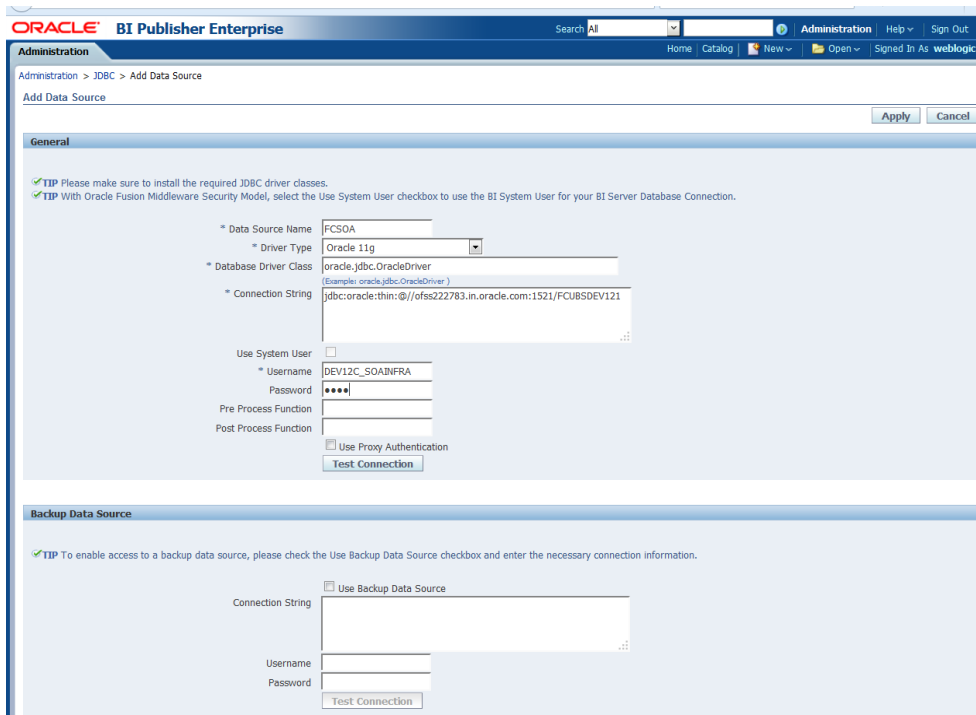 ORACLE BI Publisher Enterprise
Search All Administration Help Sign Out
Administration
Home Catalog New Open Signed In As weblogic
Administration > JDBC > Add Data Source
Add Data Source
Apply Cancel
General
TIP Please make sure to install the required JDBC driver classes.
TIP With Oracle Fusion Middleware Security Model, select the Use System User checkbox to use the BI System User for your BI Server Database Connection.
* Data Source Name FCSOA
* Driver Type Oracle 11g
* Database Driver Class oracle.jdbc.OracleDriver
(Example: oracle.jdbc.OracleDriver )
* Connection String jdbc:oracle:thin:@//ofss222783.in.oracle.com:1521/FCUBSDEV121
Use System User
* Username DEV12C_SOAINFRA
Password ••••
Pre Process Function
Post Process Function
Use Proxy Authentication
Test Connection
Backup Data Source
TIP To enable access to a backup data source, please check the Use Backup Data Source checkbox and enter the necessary connection information.
Use Backup Data Source
Connection String
Username
Password
Test Connection